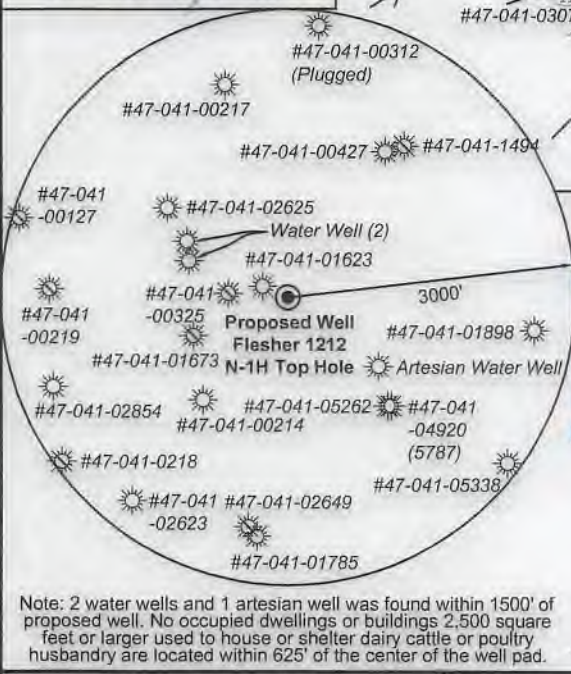 #47-041-0307
#47-041-00312
(Plugged)
#47-041-00217
#47-041-00427
#47-041-1494
#47-041
-00127
#47-041-02625
Water Well (2)
#47-041-01623
#47-041
-00219
#47-041
-00325
3000'
Proposed Well
Flesher 1212
N-1H Top Hole
#47-041-01898
#47-041-01673
Artesian Water Well
#47-041-02854
#47-041-00214
#47-041-05262
#47-041
-04920
(5787)
#47-041-0218
#47-041-05338
#47-041
-02623
#47-041-02649
#47-041-01785
Note: 2 water wells and 1 artesian well was found within 1500' of
proposed well. No occupied dwellings or buildings 2,500 square
feet or larger used to house or shelter dairy cattle or poultry
husbandry are located within 625' of the center of the well pad.